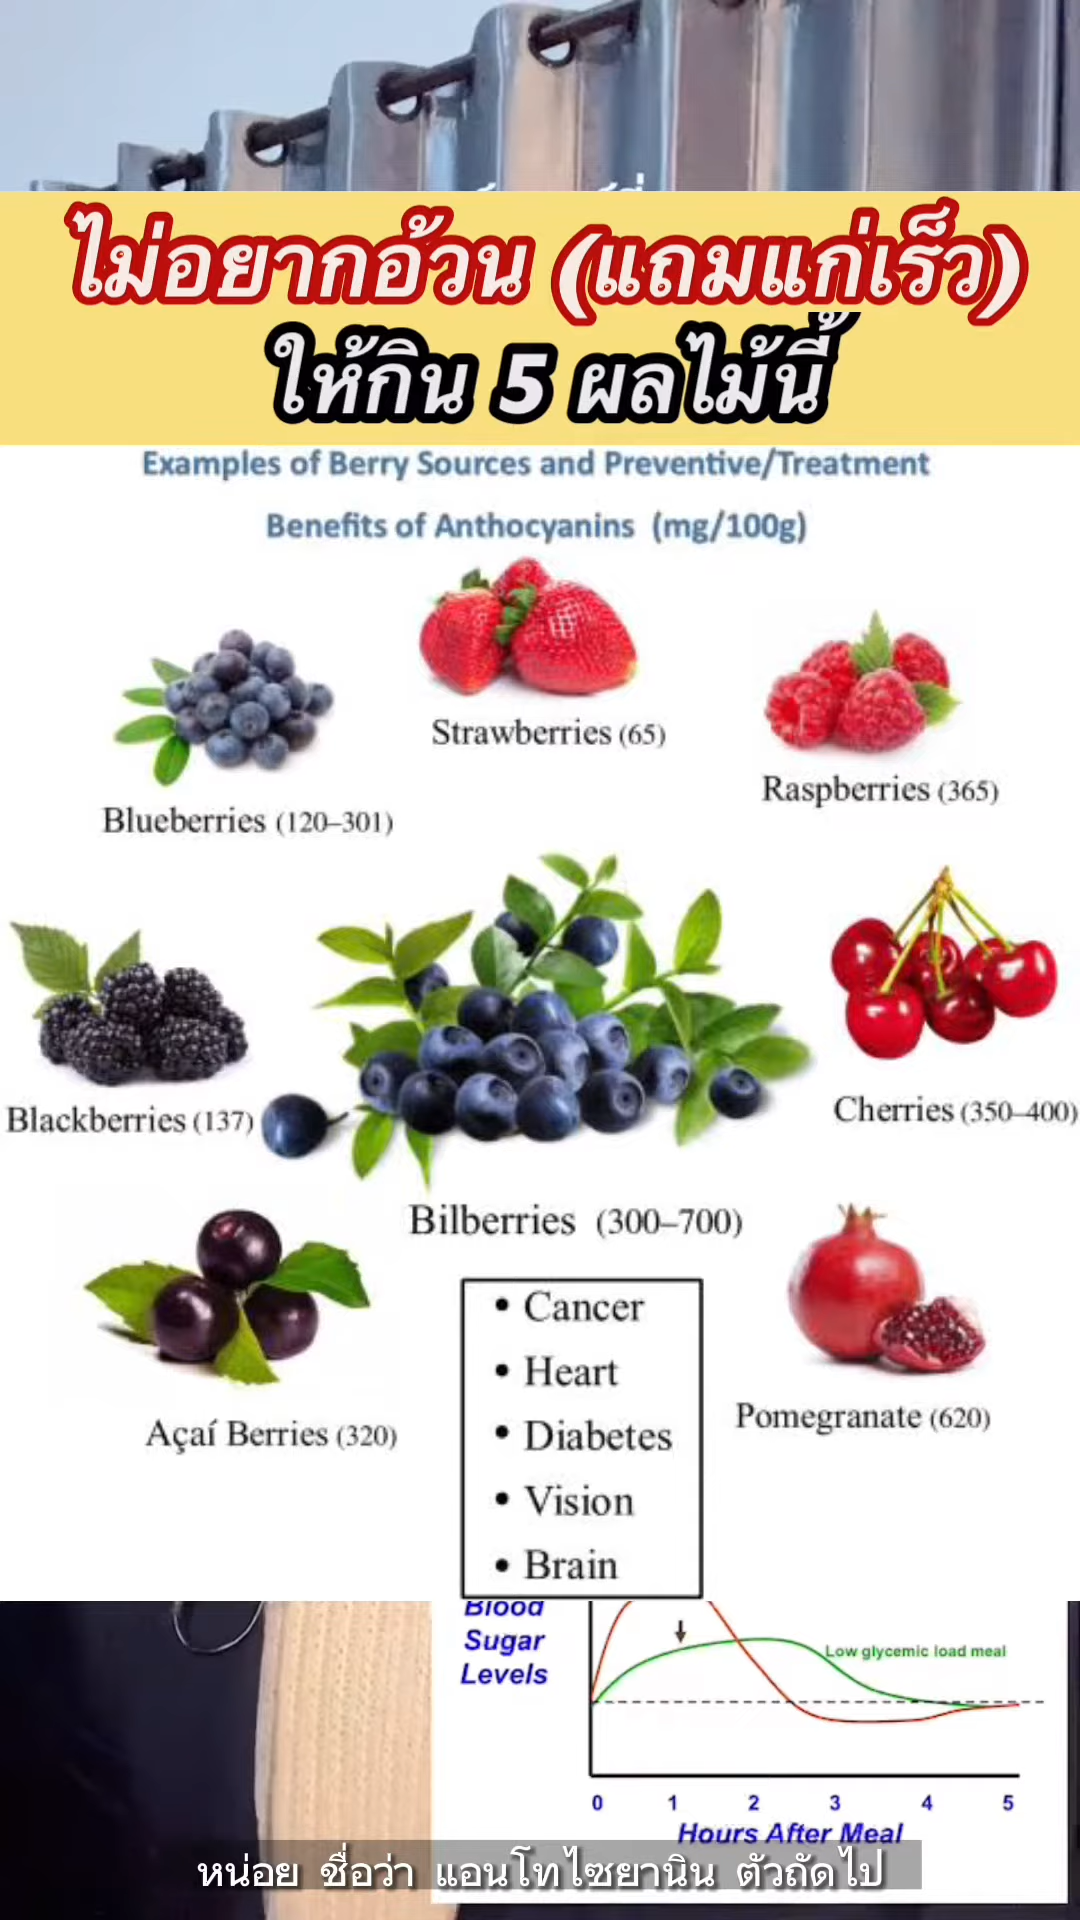 ไม่อยากอ้วน (แถมแก่เร็ว)
ให้กิน 5 ผลไม้นี้
Examples of Berry Sources and Preventive/Treatment
Benefits of Anthocyanins (mg/100g)
Strawberries (65)
Raspberries (365)
Blueberries (120–301)
Blackberries (137)
Cherries (350–400)
Bilberries (300–700)
• Cancer
• Heart
• Diabetes
• Vision
• Brain
Açaí Berries (320)
Pomegranate (620)
Blood
Sugar
Levels
Low glycemic load meal
0 1 2 3 4 5
Hours After Meal
หน่อย ชื่อว่า แอนโทไซยานิน ตัวถัดไป